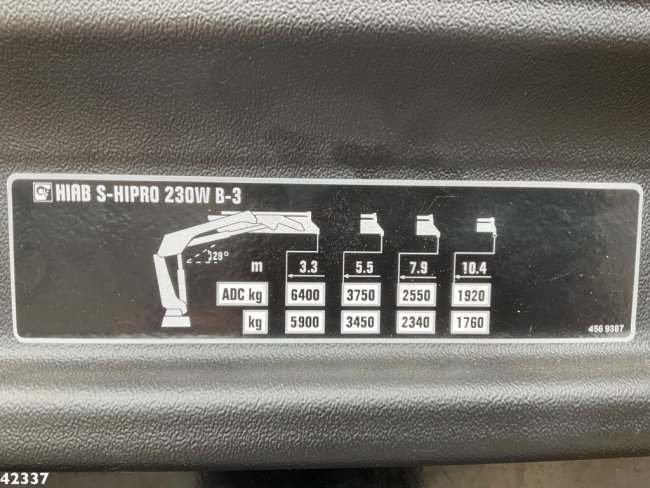 HIAB S-HIPRO 230W B-3
20°
m 3.3 5.5 7.9 10.4
ADC kg 6400 3750 2550 1920
kg 5900 3450 2340 1760
456 9387
42337